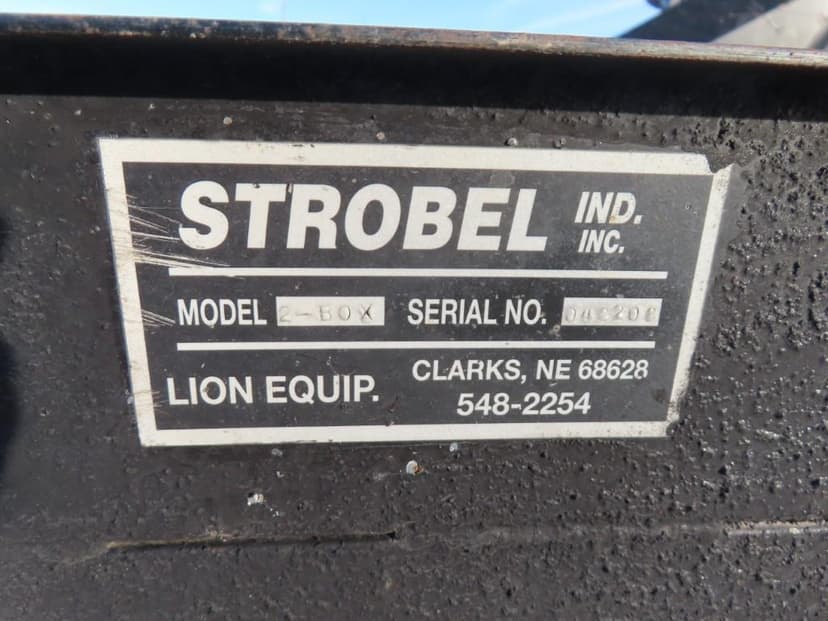 STROBEL IND. INC.
MODEL 2-BOX SERIAL NO.
LION EQUIP. CLARKS, NE 68628
548-2254